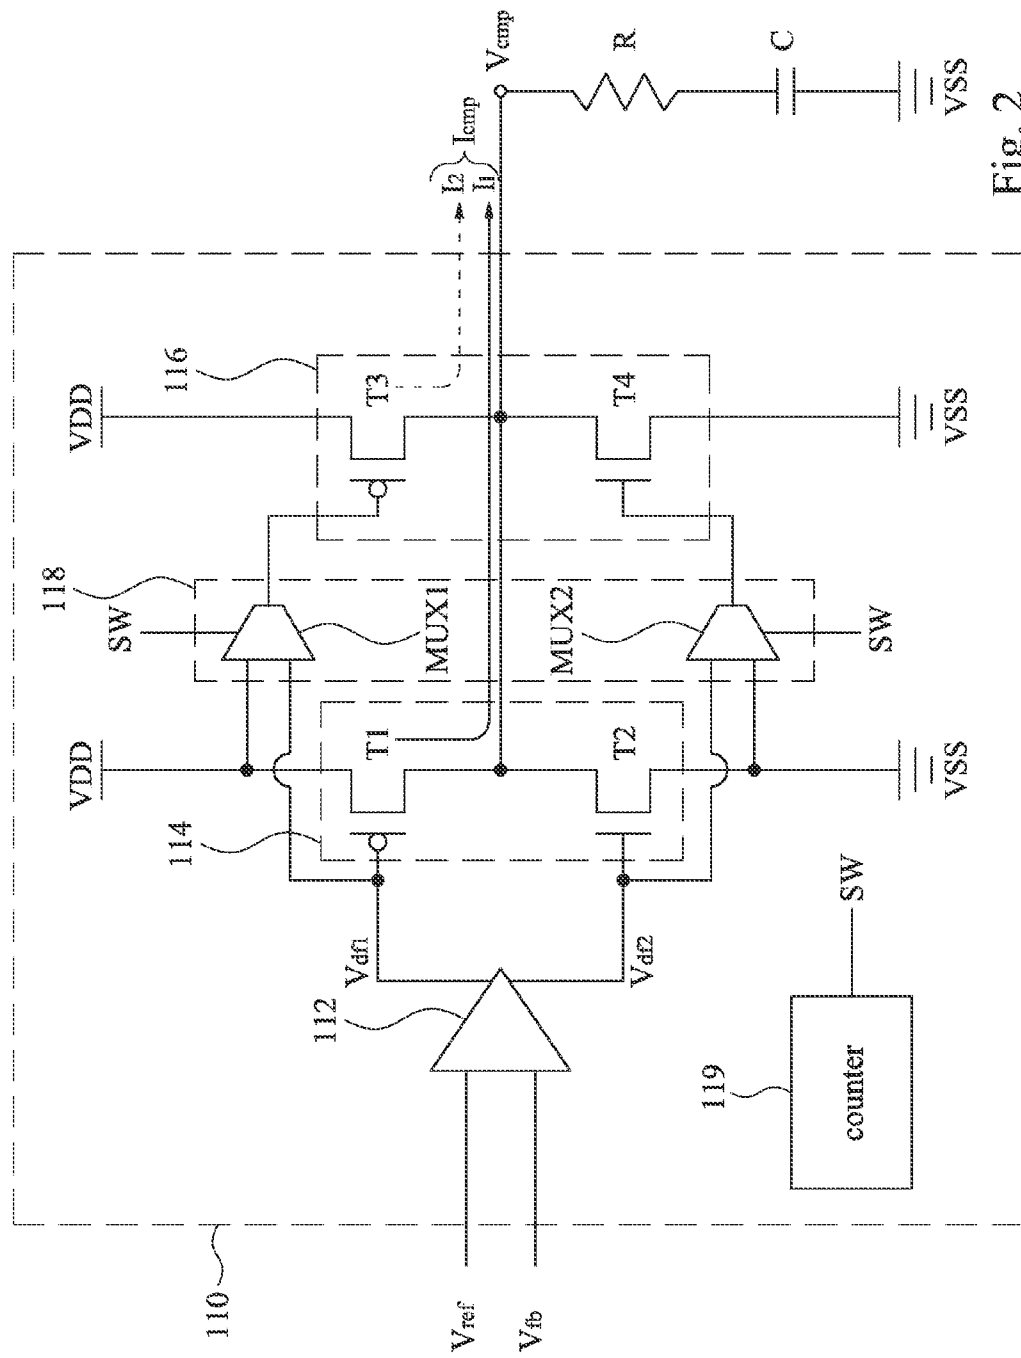 110
Vref
Vfb
112
Vdf1
Vdf2
119
counter
SW
114
VDD
T1
T2
VSS
118
SW
MUX1
MUX2
SW
116
VDD
T3
T4
VSS
I2
I1
Icmp
Vcmp
R
C
VSS
Fig. 2